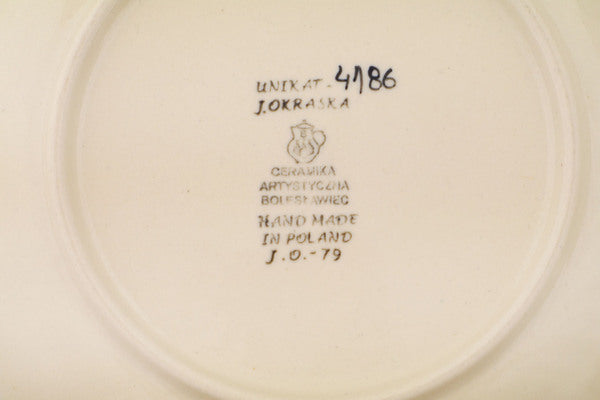 UNIKAT - 4186
J.OKRASKA
CERAMIKA
ARTYSTYCZNA
BOLESŁAWIEC
HAND MADE
IN POLAND
J.O.-79